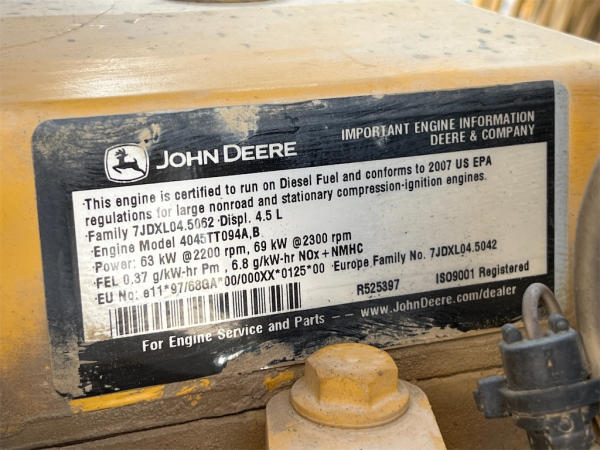 JOHN DEERE
IMPORTANT ENGINE INFORMATION
DEERE & COMPANY
This engine is certified to run on Diesel Fuel and conforms to 2007 US EPA
regulations for large nonroad and stationary compression-ignition engines.
Family 7JDXL04.5062 Displ. 4.5 L
Engine Model 4045TT094A,B
Power: 63 kW @2200 rpm, 69 kW @2300 rpm
FEL 0.37 g/kW-hr Pm , 6.8 g/kW-hr NOx+NMHC
EU No: e11*97/68GA*00/000XX*0125*00 Europe Family No. 7JDXL04.5042
R525397 ISO9001 Registered
For Engine Service and Parts — — www.JohnDeere.com/dealer